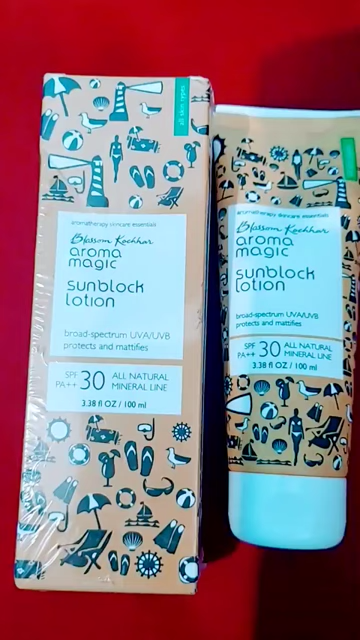 all skin types
aromatherapy skincare essentials
Blossom Kochhar
aroma
magic
sunblock
lotion
broad-spectrum UVA/UVB
protects and mattifies
SPF 30 ALL NATURAL
PA++ MINERAL LINE
3.38 fl OZ / 100 ml
aromatherapy skincare essentials
Blossom Kochhar
aroma
magic
sunblock
lotion
broad-spectrum UVA/UVB
protects and mattifies
SPF 30 ALL NATURAL
PA++ MINERAL LINE
3.38 fl OZ / 100 ml